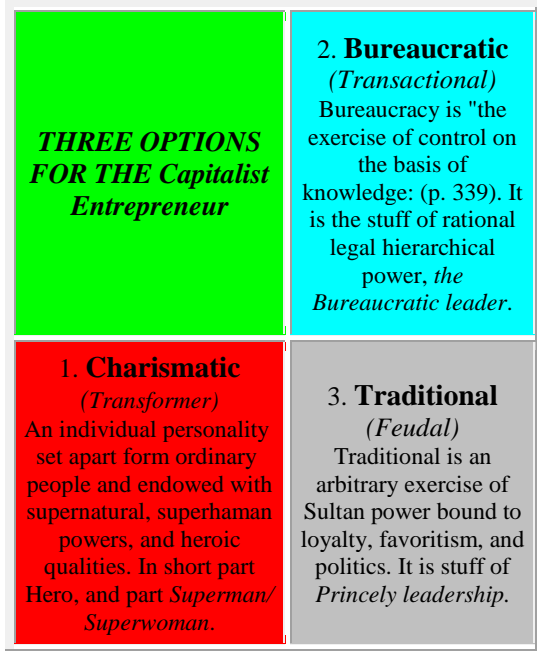 THREE OPTIONS
FOR THE Capitalist
Entrepreneur
2. Bureaucratic
(Transactional)
Bureaucracy is "the
exercise of control on
the basis of
knowledge: (p. 339). It
is the stuff of rational
legal hierarchical
power, the
Bureaucratic leader.
1. Charismatic
(Transformer)
An individual personality
set apart form ordinary
people and endowed with
supernatural, superhaman
powers, and heroic
qualities. In short part
Hero, and part Superman/
Superwoman.
3. Traditional
(Feudal)
Traditional is an
arbitrary exercise of
Sultan power bound to
loyalty, favoritism, and
politics. It is stuff of
Princely leadership.